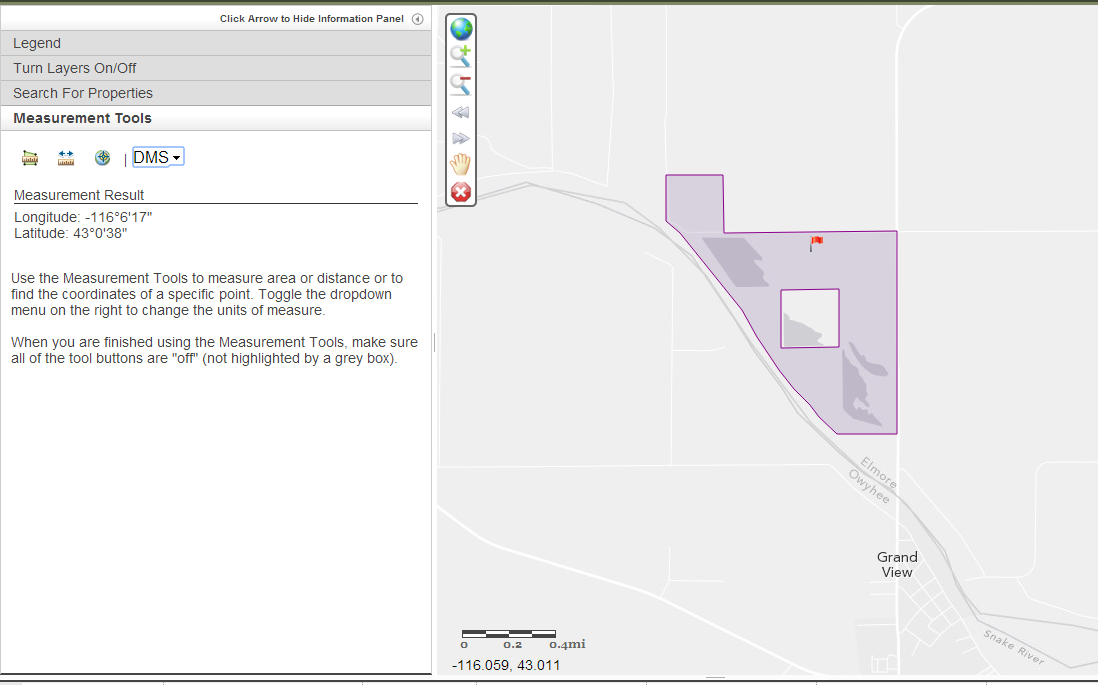 Click Arrow to Hide Information Panel
Legend
Turn Layers On/Off
Search For Properties
Measurement Tools
| DMS
Measurement Result
Longitude: -116°6'17"
Latitude: 43°0'38"
Use the Measurement Tools to measure area or distance or to
find the coordinates of a specific point. Toggle the dropdown
menu on the right to change the units of measure.
When you are finished using the Measurement Tools, make sure
all of the tool buttons are "off" (not highlighted by a grey box).
Elmore
Owyhee
Grand
View
Snake River
0 0.2 0.4mi
-116.059, 43.011